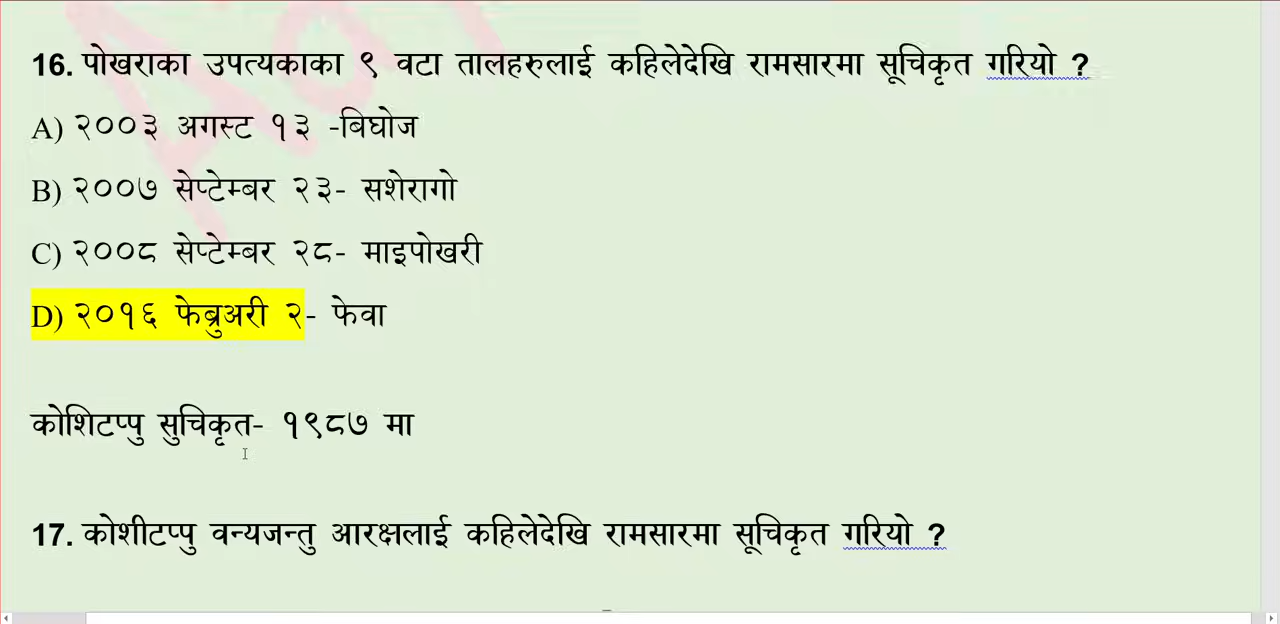 16. पोखराका उपत्यकाका ९ वटा तालहरुलाई कहिलेदेखि रामसारमा सूचिकृत गरियो ?
A) २००३ अगस्ट १३ -बिघोज
B) २००७ सेप्टेम्बर २३- सशेरागो
C) २००८ सेप्टेम्बर २८- माइपोखरी
D) २०१६ फेब्रुअरी २- फेवा
कोशिटप्पु सुचिकृत- १९८७ मा
17. कोशीटप्पु वन्यजन्तु आरक्षलाई कहिलेदेखि रामसारमा सूचिकृत गरियो ?